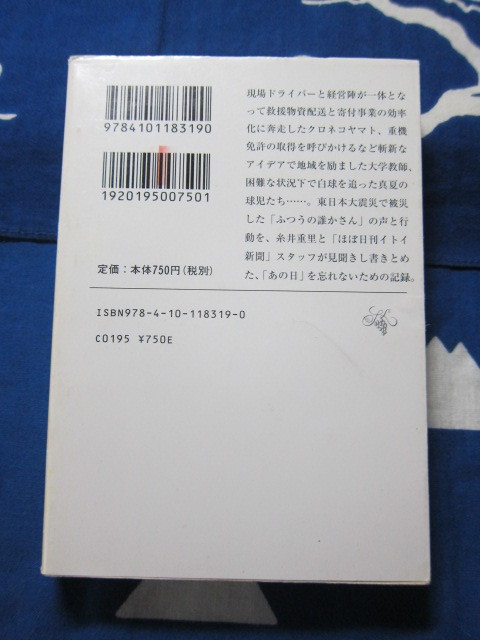 9784101183190
1920195007501
定価：本体750円（税別）
ISBN978-4-10-118319-0
C0195 ¥750E
現場ドライバーと経営陣が一体とな
って救援物資配送と寄付事業の効率
化に奔走したクロネコヤマト、重機
免許の取得を呼びかけるなど斬新な
アイデアで地域を励ました大学教師、
困難な状況下で白球を追った真夏の
球児たち……。東日本大震災で被災
した「ふつうの誰かさん」の声と行
動を、糸井重里と「ほぼ日刊イトイ
新聞」スタッフが見聞きし書きとめ
た、「あの日」を忘れないための記録。